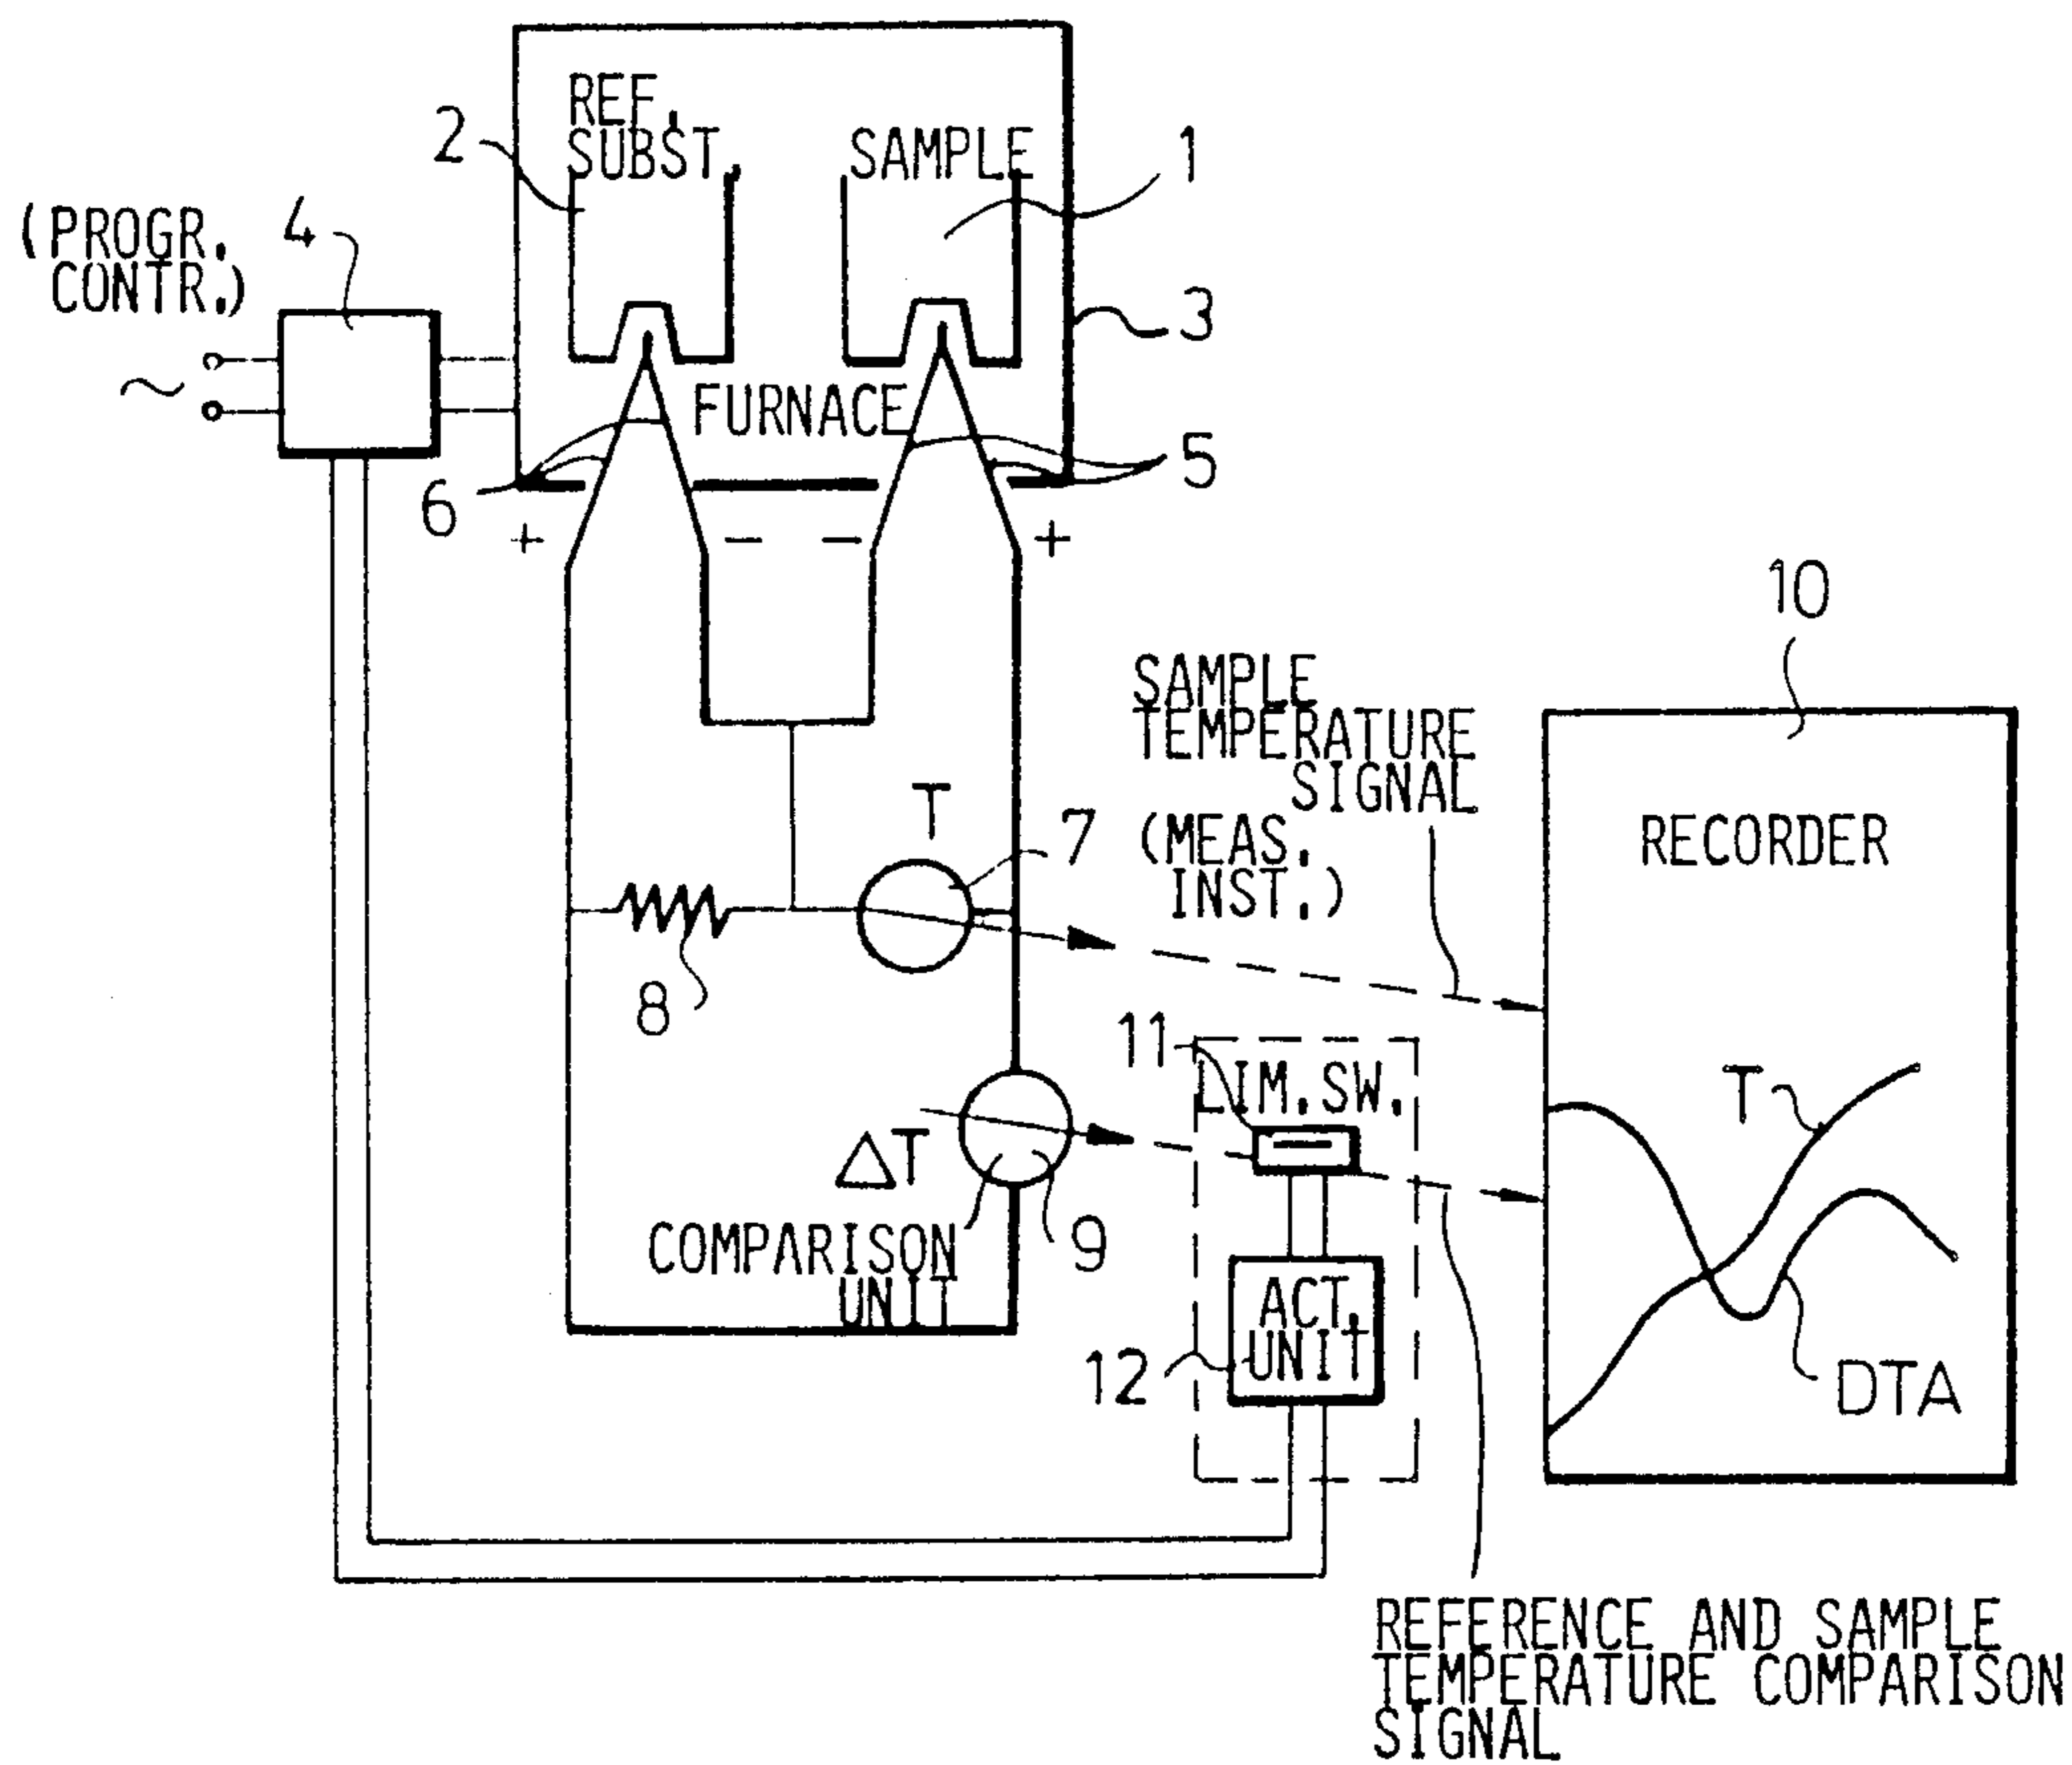 REF.
SUBST.
SAMPLE
2
1
(PROGR.
CONTR.)
4
3
FURNACE
5
6
+ − − +
10
SAMPLE
TEMPERATURE
SIGNAL
T
7
(MEAS.
INST.)
RECORDER
8
11
LIM.SW.
T
ΔT
COMPARISON
UNIT
9
ACT.
UNIT
12
DTA
REFERENCE AND SAMPLE
TEMPERATURE COMPARISON
SIGNAL